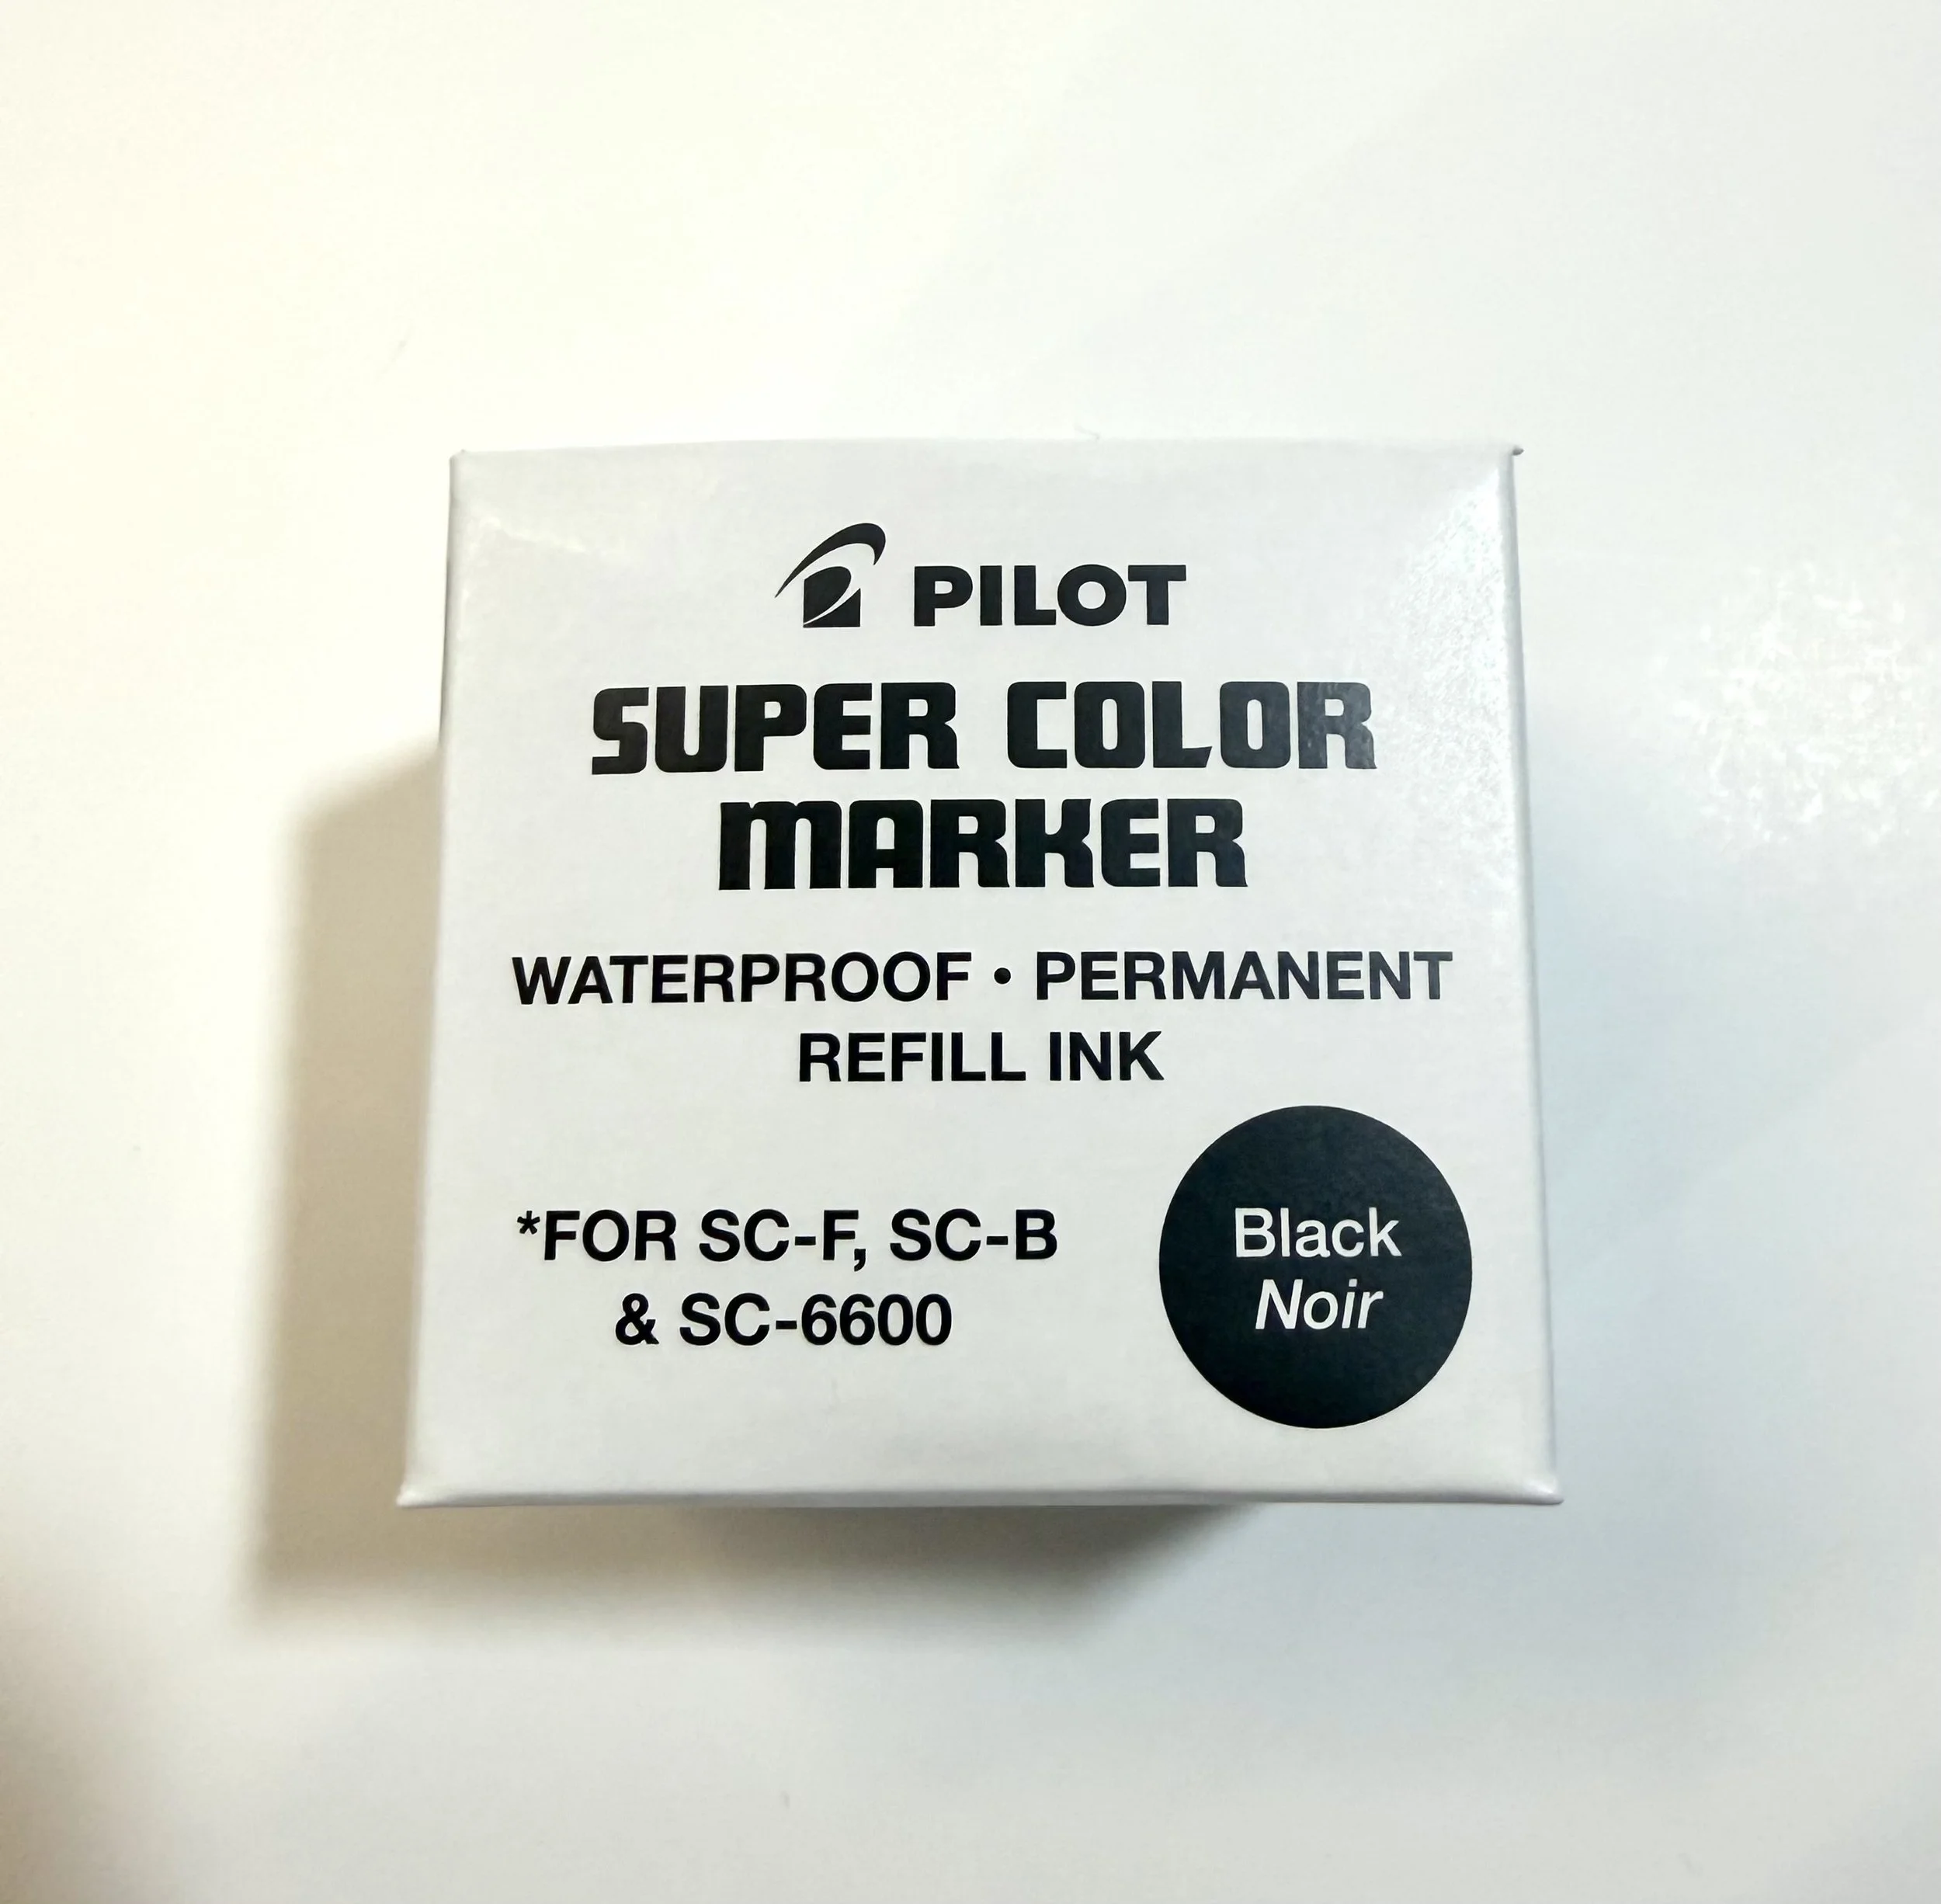 PILOT
SUPER COLOR
MARKER
WATERPROOF • PERMANENT
REFILL INK
*FOR SC-F, SC-B
& SC-6600
Black
Noir